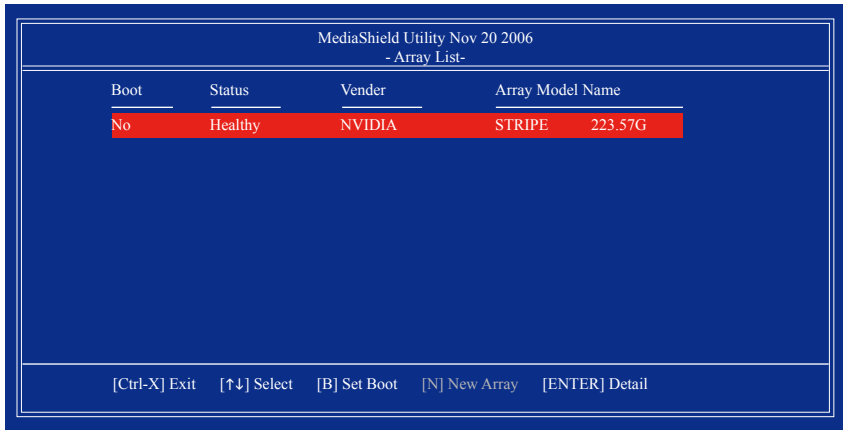 MediaShield Utility Nov 20 2006
- Array List-
Boot Status Vender Array Model Name
No Healthy NVIDIA STRIPE 223.57G
[Ctrl-X] Exit [↑↓] Select [B] Set Boot [N] New Array [ENTER] Detail